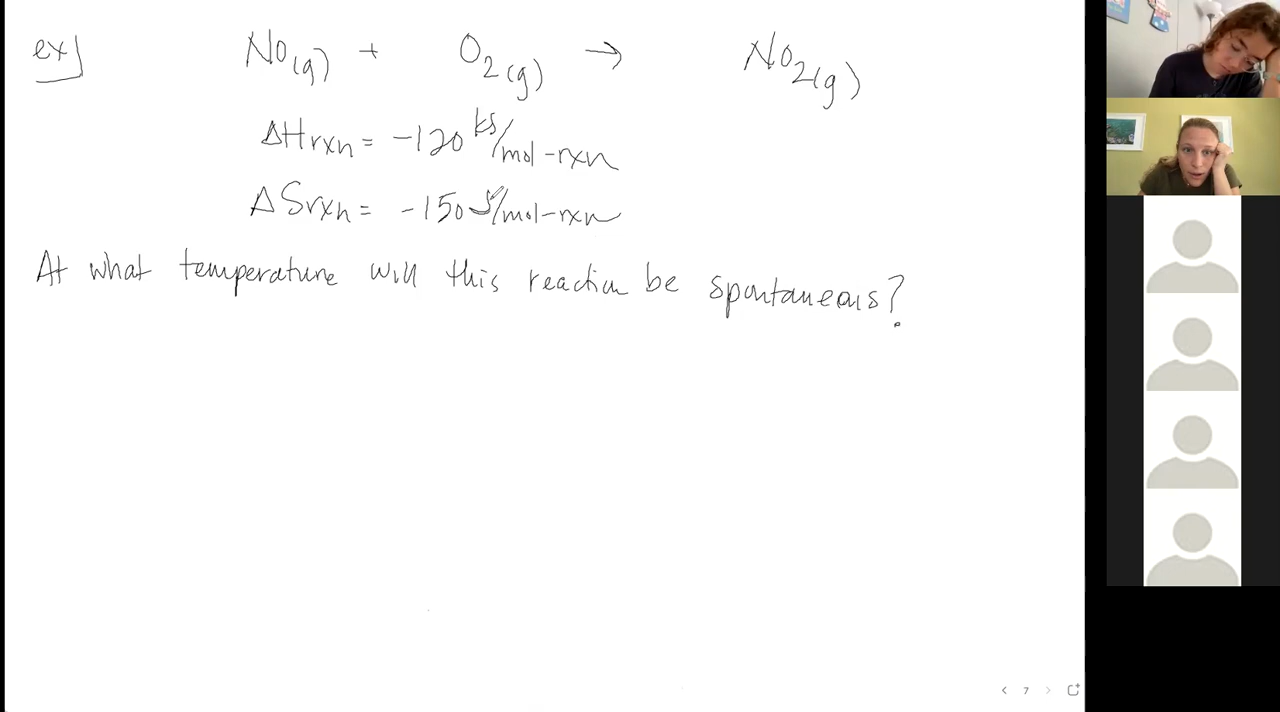 ex] NO(g) + O2(g) → NO2(g)
ΔHrxn = -120 kJ/mol-rxn
ΔSrxn = -150 J/mol-rxn
At what temperature will this reaction be spontaneous?
7